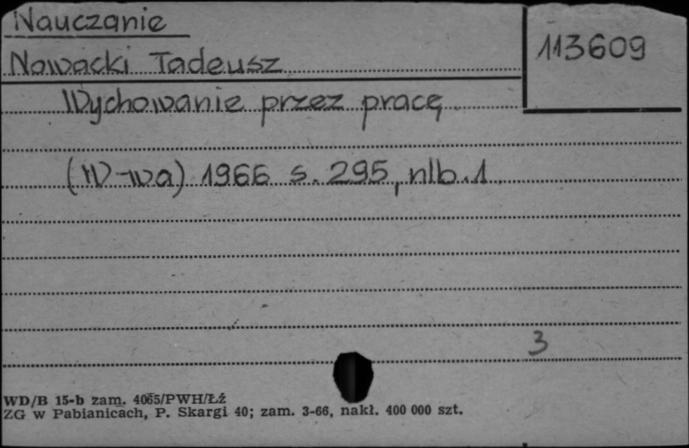 Nauczanie
113609
Nowacki Tadeusz
Wychowanie przez pracę
(W-wa) 1966 s. 295, nlb. 1
3
WD/B 15-b zam. 4065/PWH/ŁŹ
ZG w Pabianicach, P. Skargi 40; zam. 3-66, nakł. 400 000 szt.